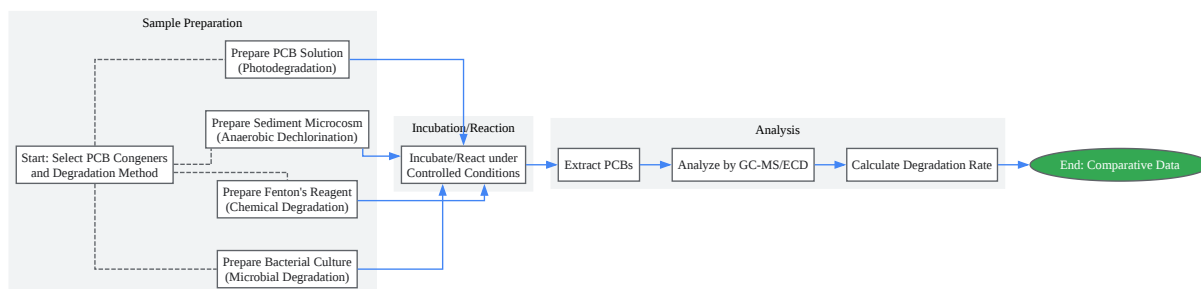 Sample Preparation
Prepare PCB Solution
(Photodegradation)
Prepare Sediment Microcosm
(Anaerobic Dechlorination)
Start: Select PCB Congeners
and Degradation Method
Prepare Fenton's Reagent
(Chemical Degradation)
Prepare Bacterial Culture
(Microbial Degradation)
Incubation/Reaction
Incubate/React under
Controlled Conditions
Analysis
Extract PCBs
Analyze by GC-MS/ECD
Calculate Degradation Rate
End: Comparative Data